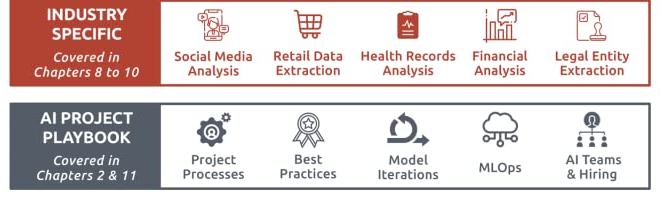 INDUSTRY
SPECIFIC
Covered in
Chapters 8 to 10
Social Media
Analysis
Retail Data
Extraction
Health Records
Analysis
Financial
Analysis
Legal Entity
Extraction
AI PROJECT
PLAYBOOK
Covered in
Chapters 2 & 11
Project
Processes
Best
Practices
Model
Iterations
MLOps
AI Teams
& Hiring